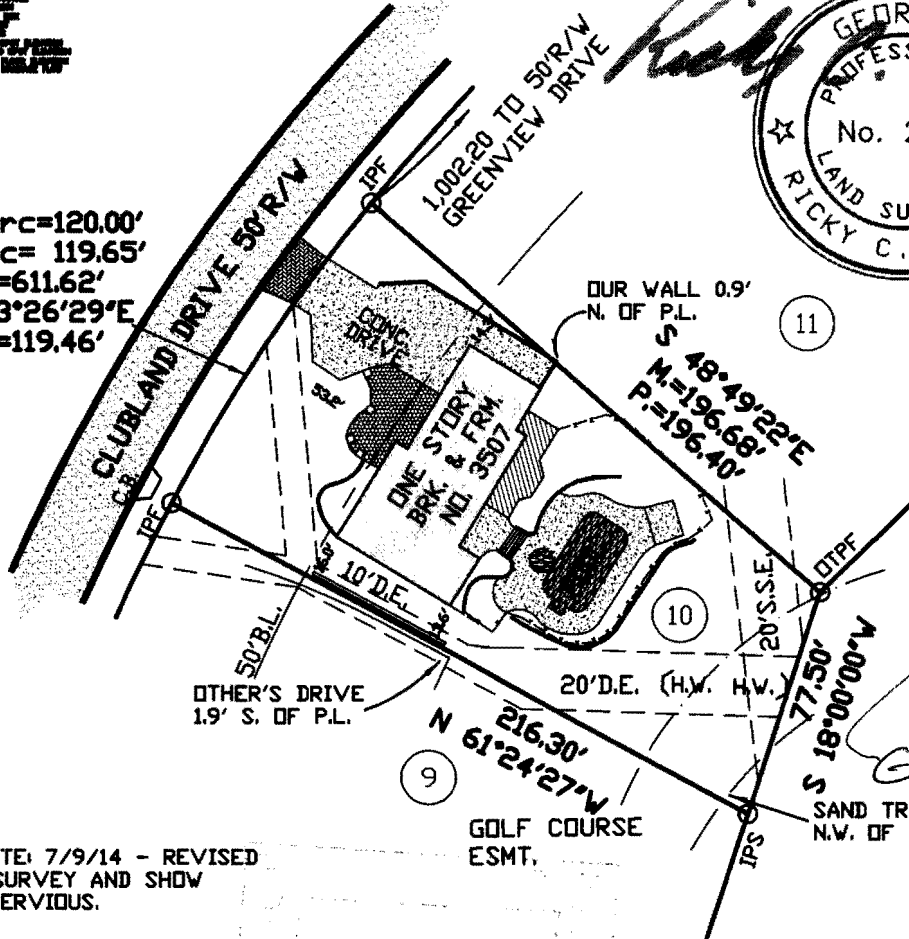 rc=120.00'
c= 119.65'
=611.62'
3°26'29"E
=119.46'
CLUBLAND DRIVE 50'R/W
IPF
1,002.20 TO 50'R/W
GREENVIEW DRIVE
Ricky
GEOR
PROFESS
No. 2
LAND SU
RICKY C.
OUR WALL 0.9'
N. OF P.L.
11
S 48°49'22"E
M.=196.68'
P.=196.40'
CONC.
DRIVE
ONE STORY
BRK. & FRM.
NO. 3507
C.B.
IPF
10'D.E.
50'B.L.
10
20'S.S.E.
OTPF
20'D.E. (H.W. H.W.)
77.50'
S 18°00'00"W
OTHER'S DRIVE
1.9' S. OF P.L.
216.30'
N 61°24'27"W
9
GOLF COURSE
ESMT.
IPS
SAND TR
N.W. OF
TE: 7/9/14 - REVISED
SURVEY AND SHOW
ERVIOUS.